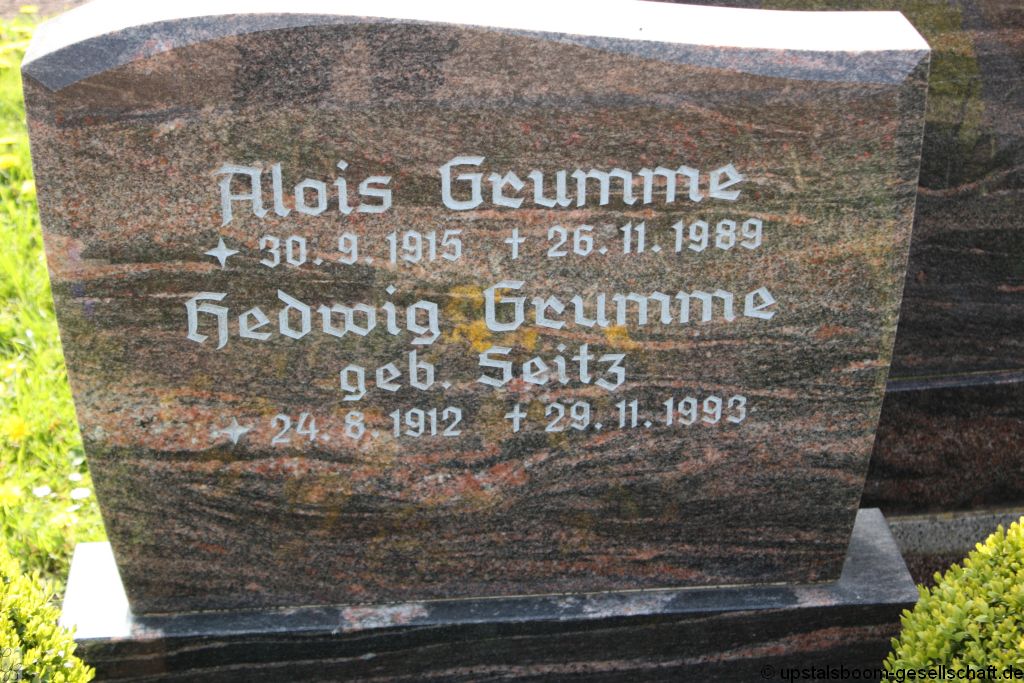 Alois Grumme
30. 9. 1915 † 26. 11. 1989
Hedwig Grumme
geb. Seitz
24. 8. 1912 † 29. 11. 1993
© upstalsboom-gesellschaft.de